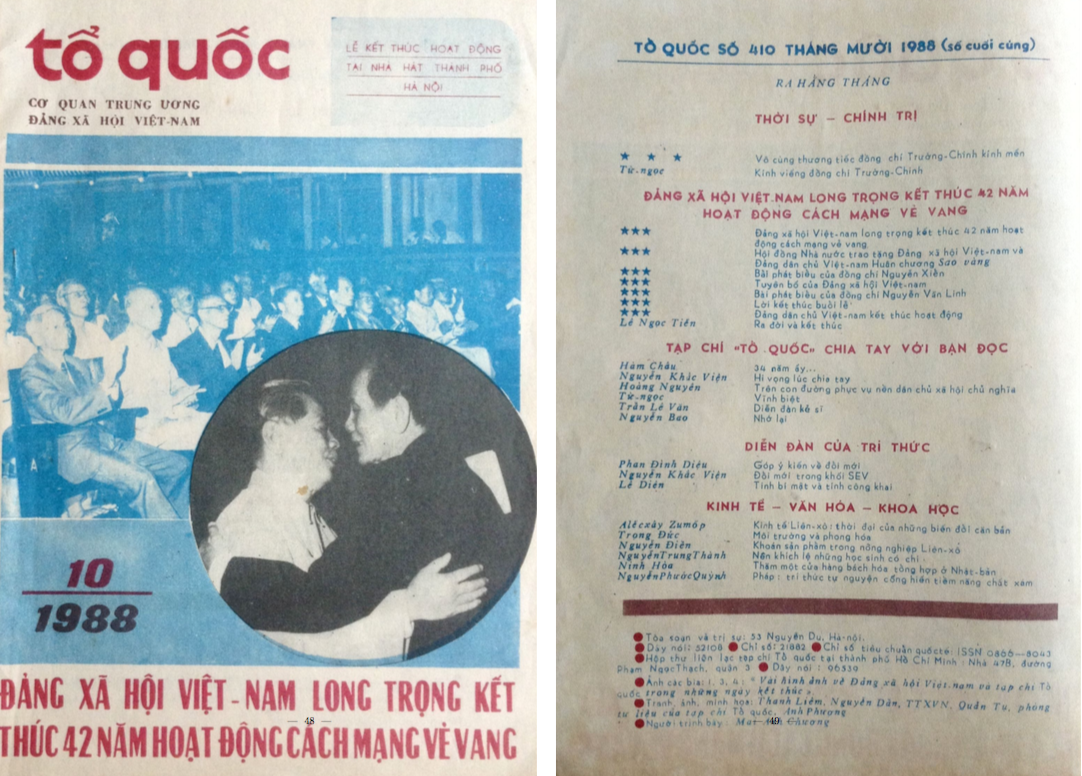 tổ quốc
CƠ QUAN TRUNG ƯƠNG
ĐẢNG XÃ HỘI VIỆT-NAM
LỄ KẾT THÚC HOẠT ĐỘNG
TẠI NHÀ HÁT THÀNH PHỐ
HÀ NỘI
A
10
1988
ĐẢNG XÃ HỘI VIỆT-NAM LONG TRỌNG KẾT
THÚC 42 NĂM HOẠT ĐỘNG CÁCH MẠNG VẺ VANG
— 48 —
TỔ QUỐC SỐ 410 THÁNG MƯỜI 1988 (số cuối cùng)
RA HÀNG THÁNG
THỜI SỰ — CHÍNH TRỊ
★ ★ ★ Vô cùng thương tiếc đồng chí Trường-Chinh kính mến
Từ-ngọc Kính viếng đồng chí Trường-Chinh
ĐẢNG XÃ HỘI VIỆT-NAM LONG TRỌNG KẾT THÚC 42 NĂM
HOẠT ĐỘNG CÁCH MẠNG VẺ VANG
★★★ Đảng xã hội Việt-nam long trọng kết thúc 42 năm hoạt
động cách mạng vẻ vang
★★★ Hội đồng Nhà nước trao tặng Đảng xã hội Việt-nam và
Đảng dân chủ Việt-nam Huân chương Sao vàng
★★★ Bài phát biểu của đồng chí Nguyễn Xiển
★★★ Tuyên bố của Đảng xã hội Việt-nam
★★★ Bài phát biểu của đồng chí Nguyễn Văn Linh
★★★ Lời kết thúc buổi lễ
★★★ Đảng dân chủ Việt-nam kết thúc hoạt động
Lê Ngọc Tiến Ra đời và kết thúc
TẠP CHÍ "TỔ QUỐC" CHIA TAY VỚI BẠN ĐỌC
Hàm Châu 34 năm ấy...
Nguyễn Khắc Viện Hi vọng lúc chia tay
Hoàng Nguyên Trên con đường phục vụ nền dân chủ xã hội chủ nghĩa
Từ-ngọc Vĩnh biệt
Trần Lê Văn Diễn đàn kẻ sĩ
Nguyễn Bao Nhớ lại
DIỄN ĐÀN CỦA TRÍ THỨC
Phan Đình Diệu Góp ý kiến về đổi mới
Nguyễn Khắc Viện Đổi mới trong khối SEV
Lê Diên Tính bí mật và tính công khai
KINH TẾ — VĂN HÓA — KHOA HỌC
Alécxây Zumóp Kinh tế Liên-xô: thời đại của những biến đổi căn bản
Trọng Đức Môi trường và phong hóa
Nguyễn Điền Khoán sản phẩm trong nông nghiệp Liên-xô
Nguyễn Trung Thành Nên khích lệ những học sinh có chí
Ninh Hòa Thăm một cửa hàng bách hóa tổng hợp ở Nhật-bản
Nguyễn Phước Quỳnh Pháp: trí thức tự nguyện cống hiến tiềm năng chất xám
● Tòa soạn và trị sự: 53 Nguyễn Du, Hà-nội.
● Dây nói: 52108 ● Chỉ số: 21882 ● Chỉ số tiêu chuẩn quốc tế: ISSN 0866—8043
● Hộp thư liên lạc tạp chí Tổ quốc tại thành phố Hồ Chí Minh: Nhà 47B, đường
Phạm Ngọc Thạch, quận 3 ● Dây nói: 96539
● Ảnh các bìa: 1, 3, 4: "Vài hình ảnh về Đảng xã hội Việt-nam và tạp chí Tổ
quốc trong những ngày kết thúc".
● Tranh, ảnh, minh họa: Thanh Liêm, Nguyễn Dân, TTXVN, Quân Tu, phòng
tư liệu của tạp chí Tổ quốc, Anh Phượng
● Người trình bày: Mai Chương
— 49 —